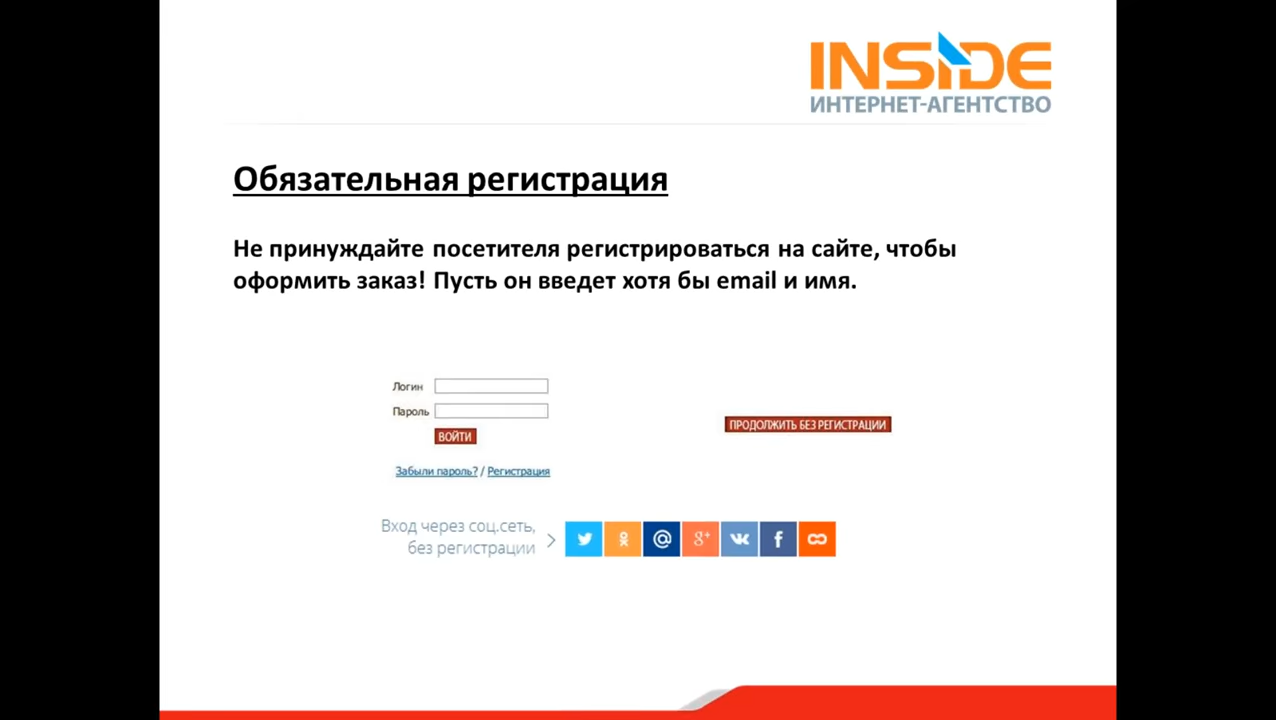 INSIDE
ИНТЕРНЕТ-АГЕНТСТВО
Обязательная регистрация
Не принуждайте посетителя регистрироваться на сайте, чтобы
оформить заказ! Пусть он введет хотя бы email и имя.
Логин
Пароль
ВОЙТИ
ПРОДОЛЖИТЬ БЕЗ РЕГИСТРАЦИИ
Забыли пароль? / Регистрация
Вход через соц.сеть,
без регистрации